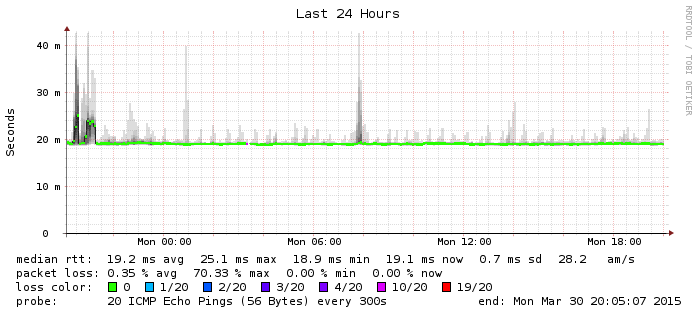 Last 24 Hours
RRDTOOL / TOBI OETIKER
Seconds
40 m
30 m
20 m
10 m
0
Mon 00:00 Mon 06:00 Mon 12:00 Mon 18:00
median rtt: 19.2 ms avg 25.1 ms max 18.9 ms min 19.1 ms now 0.7 ms sd 28.2 am/s
packet loss: 0.35 % avg 70.33 % max 0.00 % min 0.00 % now
loss color: 0 1/20 2/20 3/20 4/20 10/20 19/20
probe: 20 ICMP Echo Pings (56 Bytes) every 300s end: Mon Mar 30 20:05:07 2015